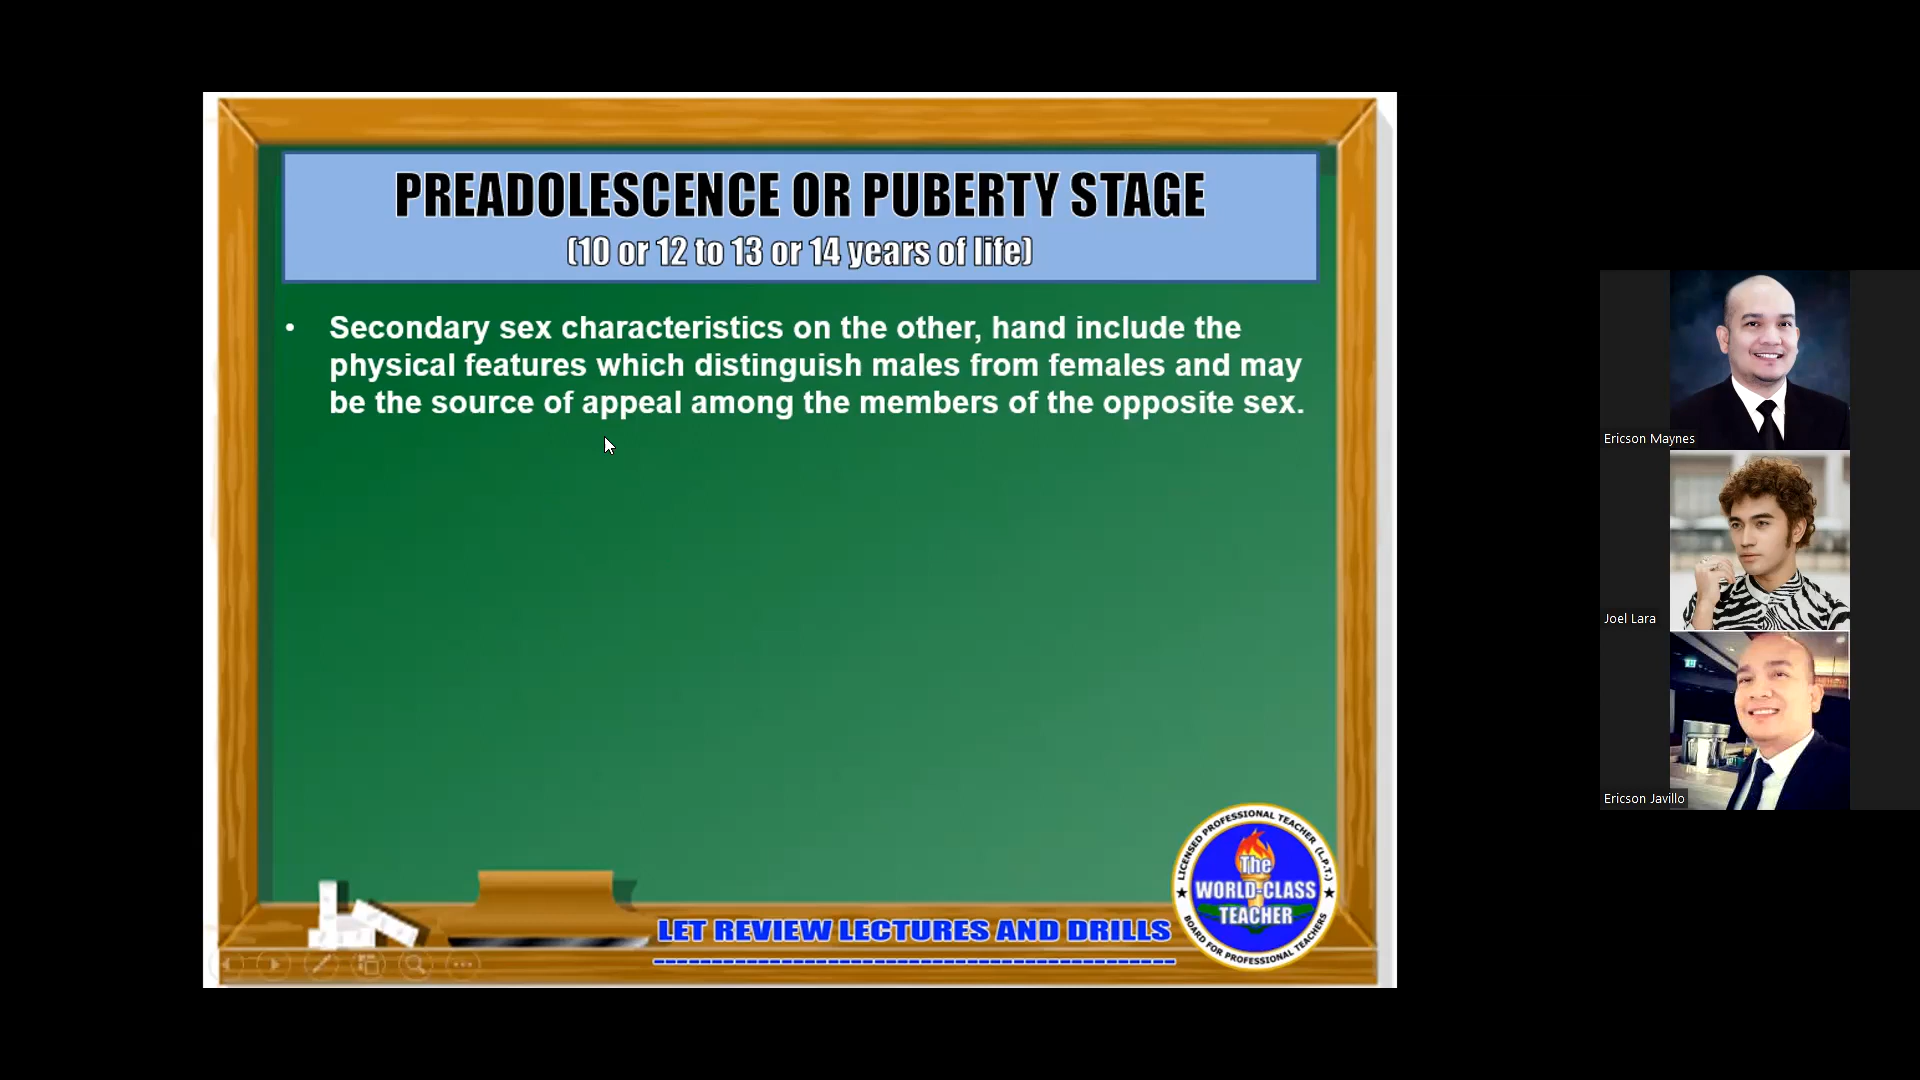 PREADOLESCENCE OR PUBERTY STAGE
(10 or 12 to 13 or 14 years of life)
• Secondary sex characteristics on the other, hand include the
physical features which distinguish males from females and may
be the source of appeal among the members of the opposite sex.
LET REVIEW LECTURES AND DRILLS
LICENSED PROFESSIONAL TEACHER (L.P.T.)
The
WORLD-CLASS
TEACHER
BOARD FOR PROFESSIONAL TEACHERS
Ericson Maynes
Joel Lara
Ericson Javillo